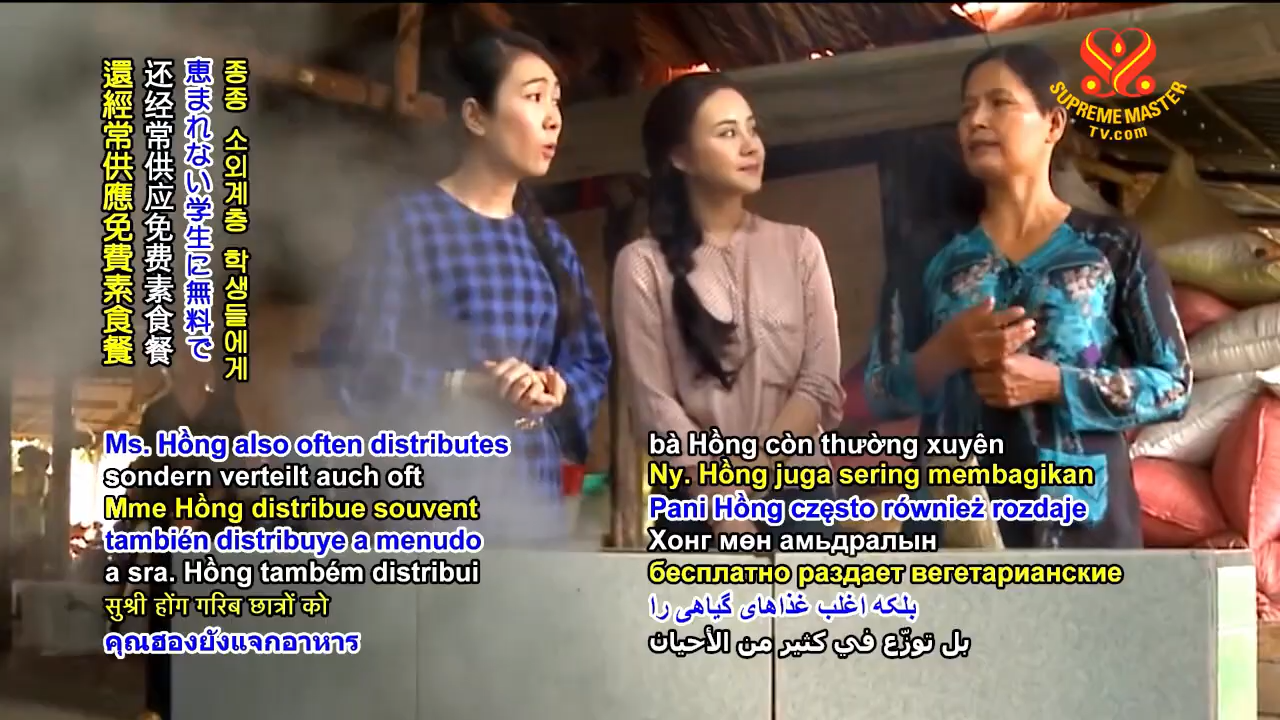 종종 소외계층 학생들에게
恵まれない学生に無料で
还经常供应免费素食餐
還經常供應免費素食餐
SUPREME MASTER
TV.com
Ms. Hồng also often distributes
sondern verteilt auch oft
Mme Hồng distribue souvent
también distribuye a menudo
a sra. Hồng também distribui
सुश्री होंग गरिब छात्रों को
คุณฮองยังแจกอาหาร
bà Hồng còn thường xuyên
Ny. Hồng juga sering membagikan
Pani Hồng często również rozdaje
Хонг мөн амьдралын
бесплатно раздает вегетарианские
بلکه اغلب غذاهای گیاهی را
بل توزّع في كثير من الأحيان